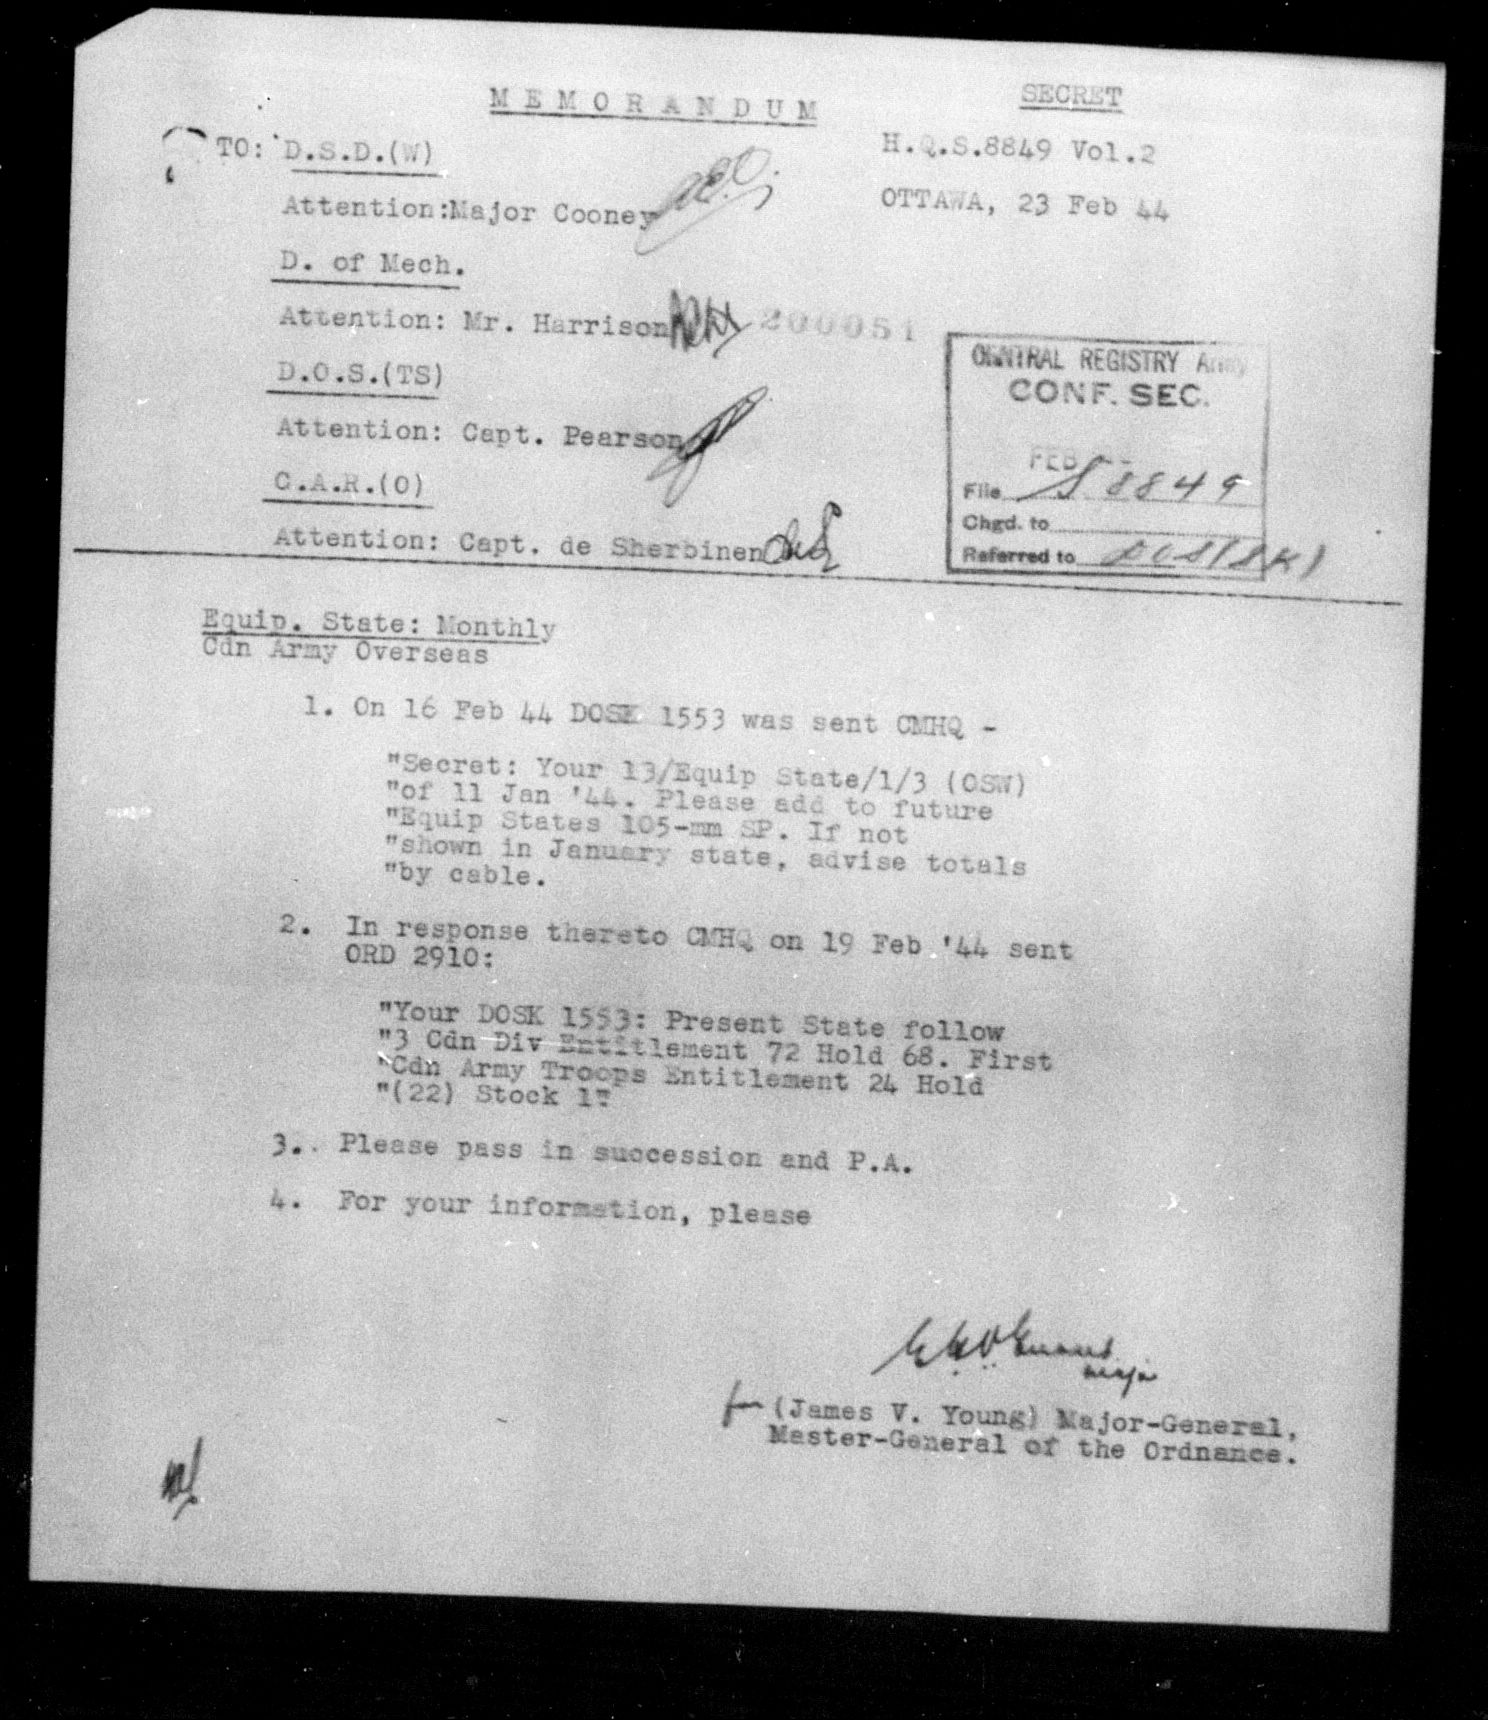 MEMORANDUM
SECRET
TO: D.S.D.(W)
H.Q.S.8849 Vol.2
Attention:Major Cooney
OTTAWA, 23 Feb 44
D. of Mech.
Attention: Mr. Harrison
200051
D.O.S.(TS)
Attention: Capt. Pearson
C.A.R.(O)
Attention: Capt. de Sherbinen
CENTRAL REGISTRY Army
CONF. SEC.
FEB
File S 8849
Chgd. to
Referred to
Equip. State: Monthly
Cdn Army Overseas
1. On 16 Feb 44 DOSK 1553 was sent CMHQ -
"Secret: Your 13/Equip State/1/3 (OSW)
"of 11 Jan '44. Please add to future
"Equip States 105-mm SP. If not
"shown in January state, advise totals
"by cable.
2. In response thereto CMHQ on 19 Feb '44 sent
ORD 2910:
"Your DOSK 1553: Present State follow
"3 Cdn Div Entitlement 72 Hold 68. First
"Cdn Army Troops Entitlement 24 Hold
"(22) Stock
3. Please pass in succession and P.A.
4. For your information, please
for (James V. Young) Major-General,
Master-General of the Ordnance.